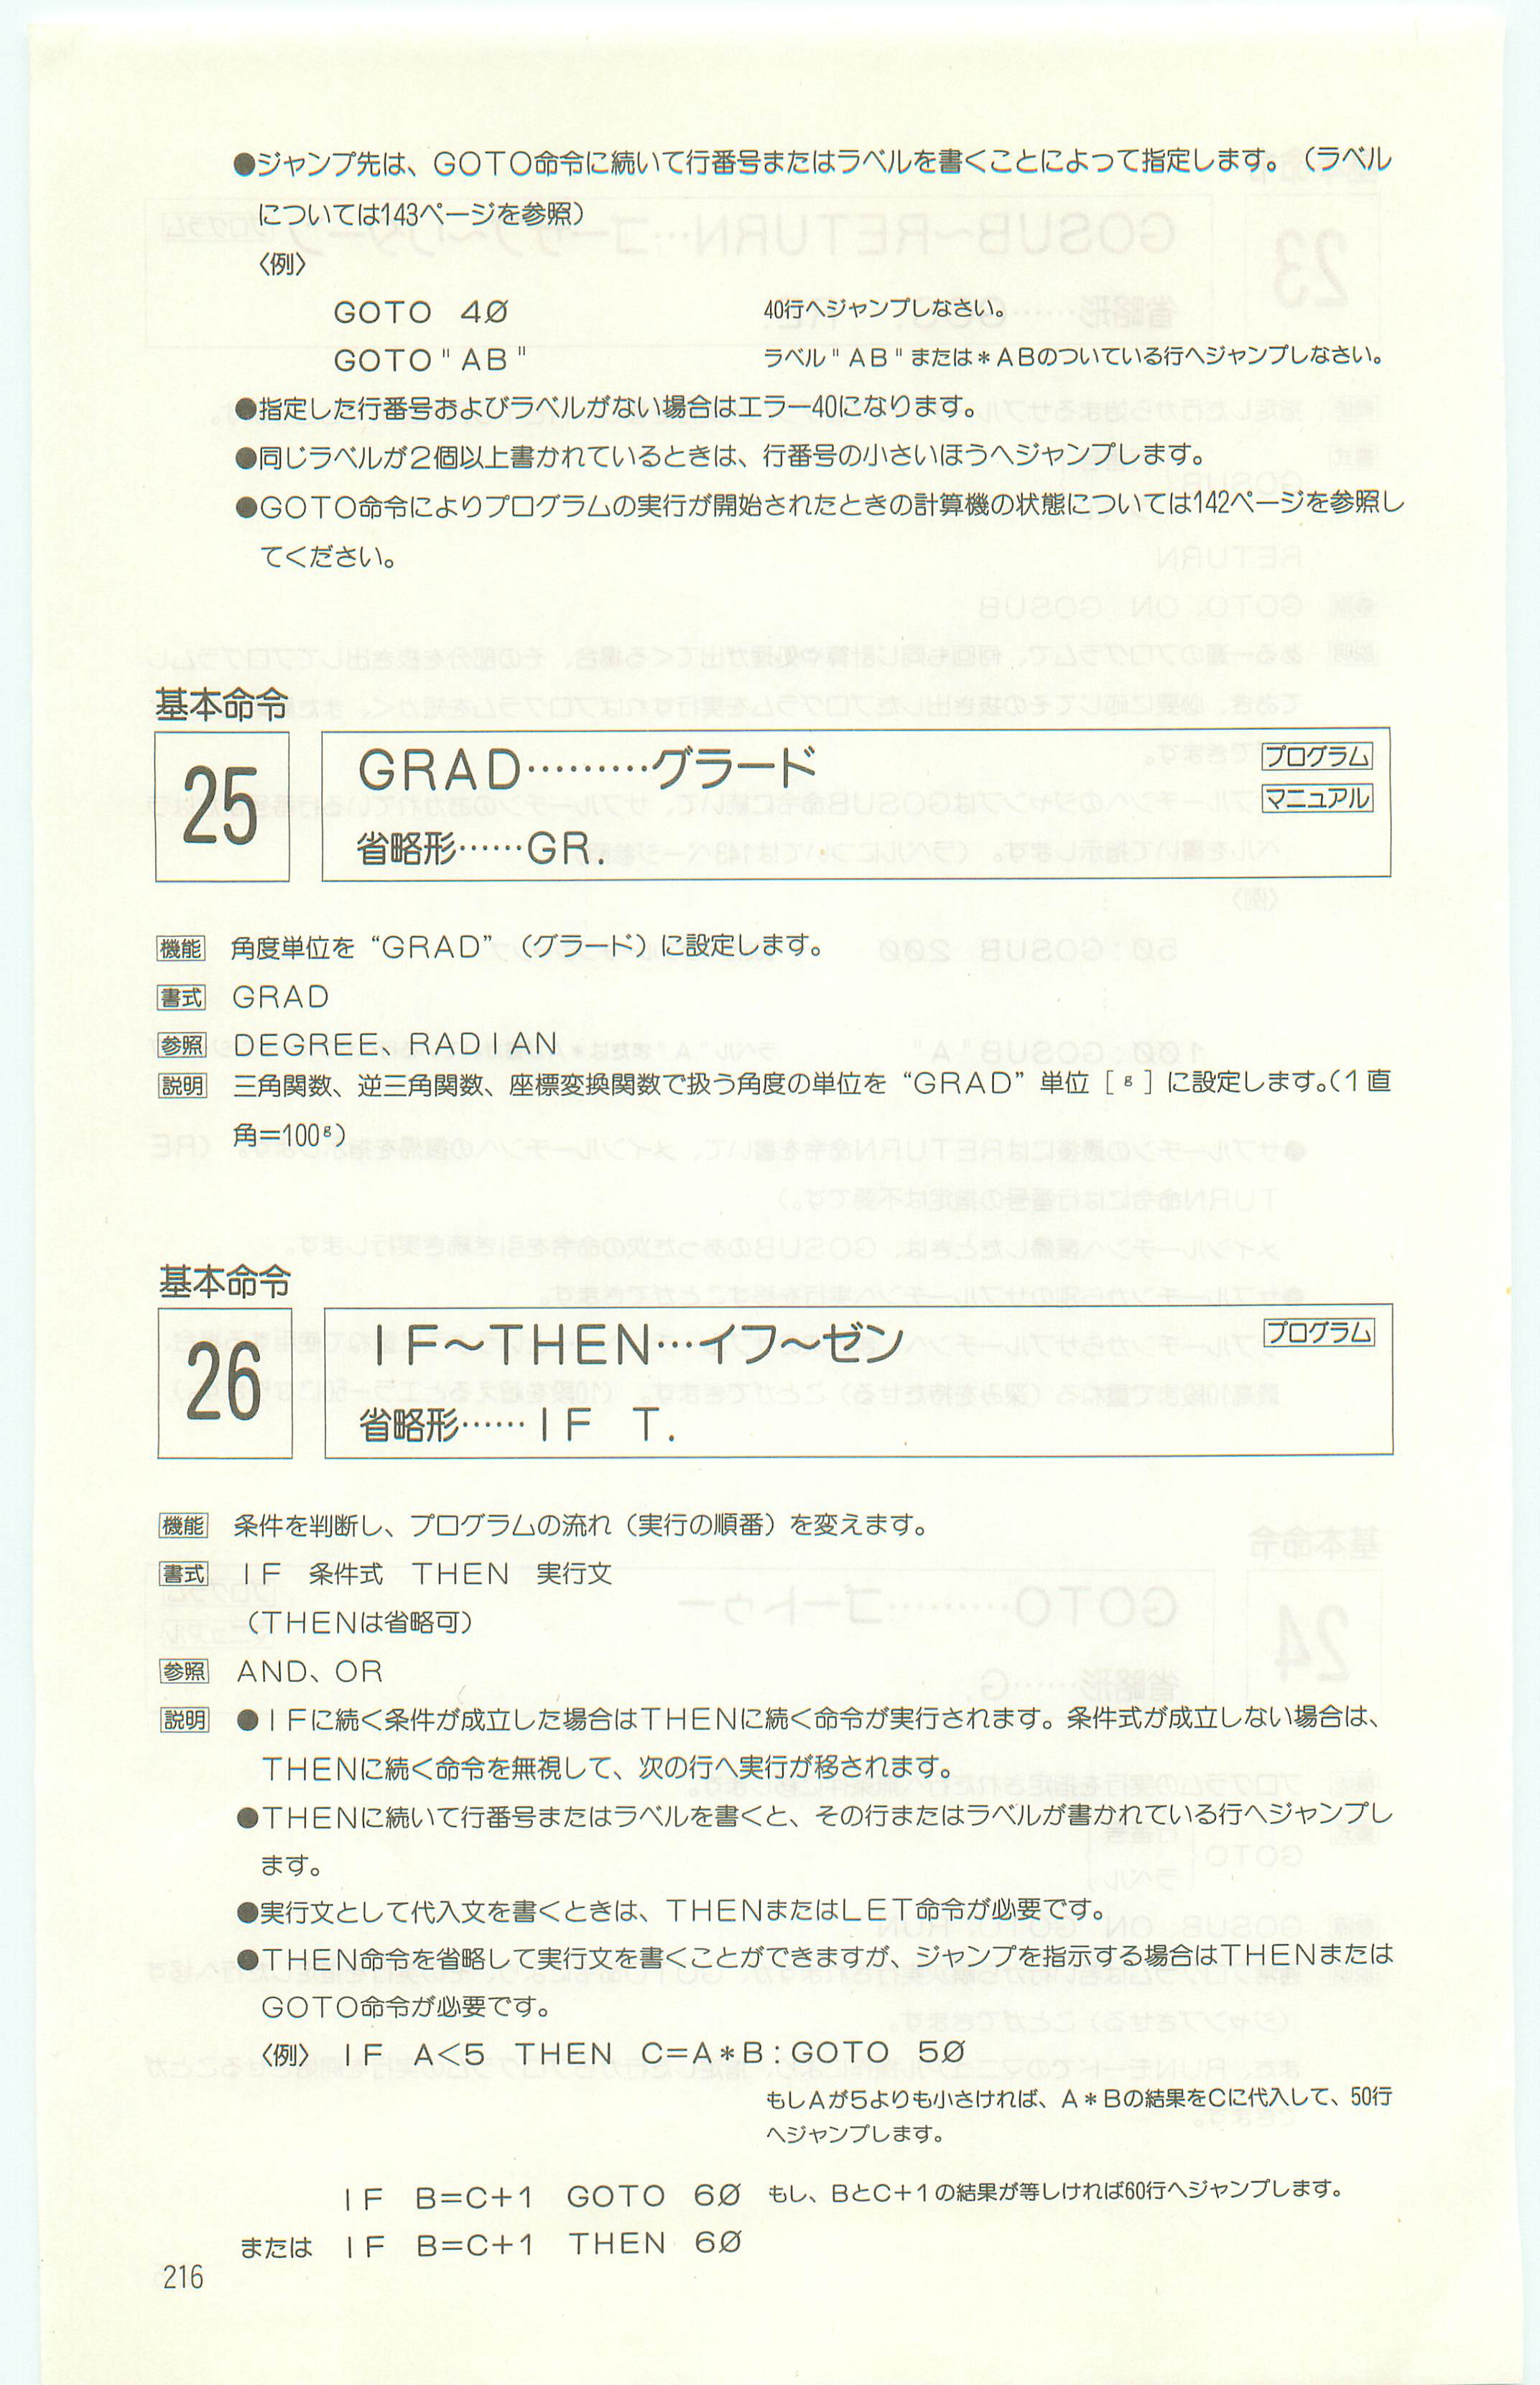 ●ジャンプ先は、GOTO命令に続いて行番号またはラベルを書くことによって指定します。（ラベル
については143ページを参照）
〈例〉
GOTO 4Ø 40行へジャンプしなさい。
GOTO"AB" ラベル"AB"または＊ABのついている行へジャンプしなさい。
●指定した行番号およびラベルがない場合はエラー40になります。
●同じラベルが2個以上書かれているときは、行番号の小さいほうへジャンプします。
●GOTO命令によりプログラムの実行が開始されたときの計算機の状態については142ページを参照し
てください。
基本命令
25
GRAD………グラード
プログラム
マニュアル
省略形……GR.
機能 角度単位を“GRAD”（グラード）に設定します。
書式 GRAD
参照 DEGREE、RADIAN
説明 三角関数、逆三角関数、座標変換関数で扱う角度の単位を“GRAD”単位［ᵍ］に設定します。（1直
角＝100ᵍ）
基本命令
26
IF～THEN…イフ～ゼン
プログラム
省略形……IF T.
機能 条件を判断し、プログラムの流れ（実行の順番）を変えます。
書式 IF 条件式 THEN 実行文
（THENは省略可）
参照 AND、OR
説明 ●IFに続く条件が成立した場合はTHENに続く命令が実行されます。条件式が成立しない場合は、
THENに続く命令を無視して、次の行へ実行が移されます。
●THENに続いて行番号またはラベルを書くと、その行またはラベルが書かれている行へジャンプし
ます。
●実行文として代入文を書くときは、THENまたはLET命令が必要です。
●THEN命令を省略して実行文を書くことができますが、ジャンプを指示する場合はTHENまたは
GOTO命令が必要です。
〈例〉 IF A<5 THEN C=A＊B:GOTO 5Ø
もしAが5よりも小さければ、A＊Bの結果をCに代入して、50行
へジャンプします。
IF B=C+1 GOTO 6Ø もし、BとC+1の結果が等しければ60行へジャンプします。
または IF B=C+1 THEN 6Ø
216